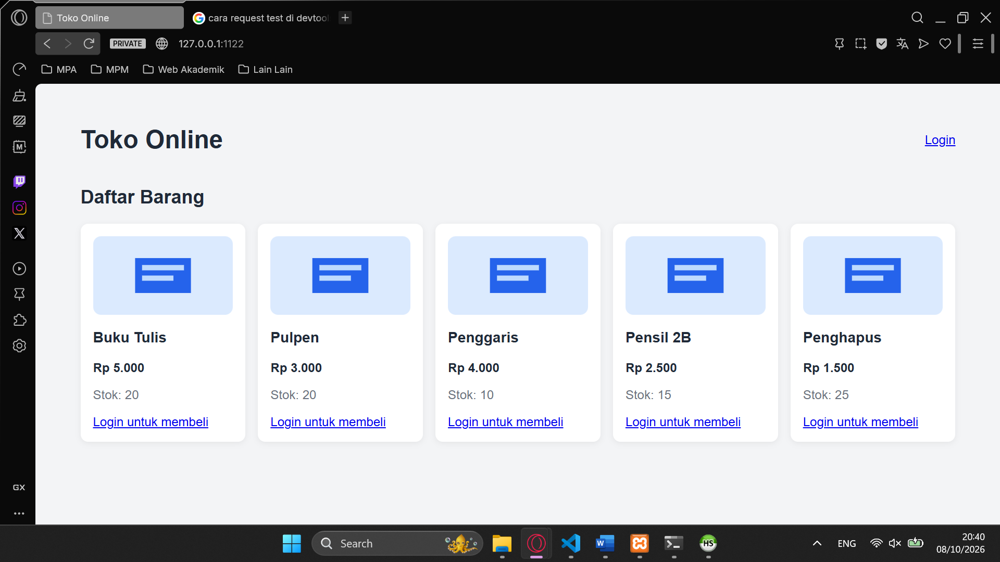 Toko Online
cara request test di devtool
PRIVATE
127.0.0.1:1122
MPA
MPM
Web Akademik
Lain Lain
M
Toko Online
Login
Daftar Barang
Buku Tulis
Rp 5.000
Stok: 20
Login untuk membeli
Pulpen
Rp 3.000
Stok: 20
Login untuk membeli
Penggaris
Rp 4.000
Stok: 10
Login untuk membeli
Pensil 2B
Rp 2.500
Stok: 15
Login untuk membeli
Penghapus
Rp 1.500
Stok: 25
Login untuk membeli
GX
Search
W
HS
ENG
20:40
08/10/2026